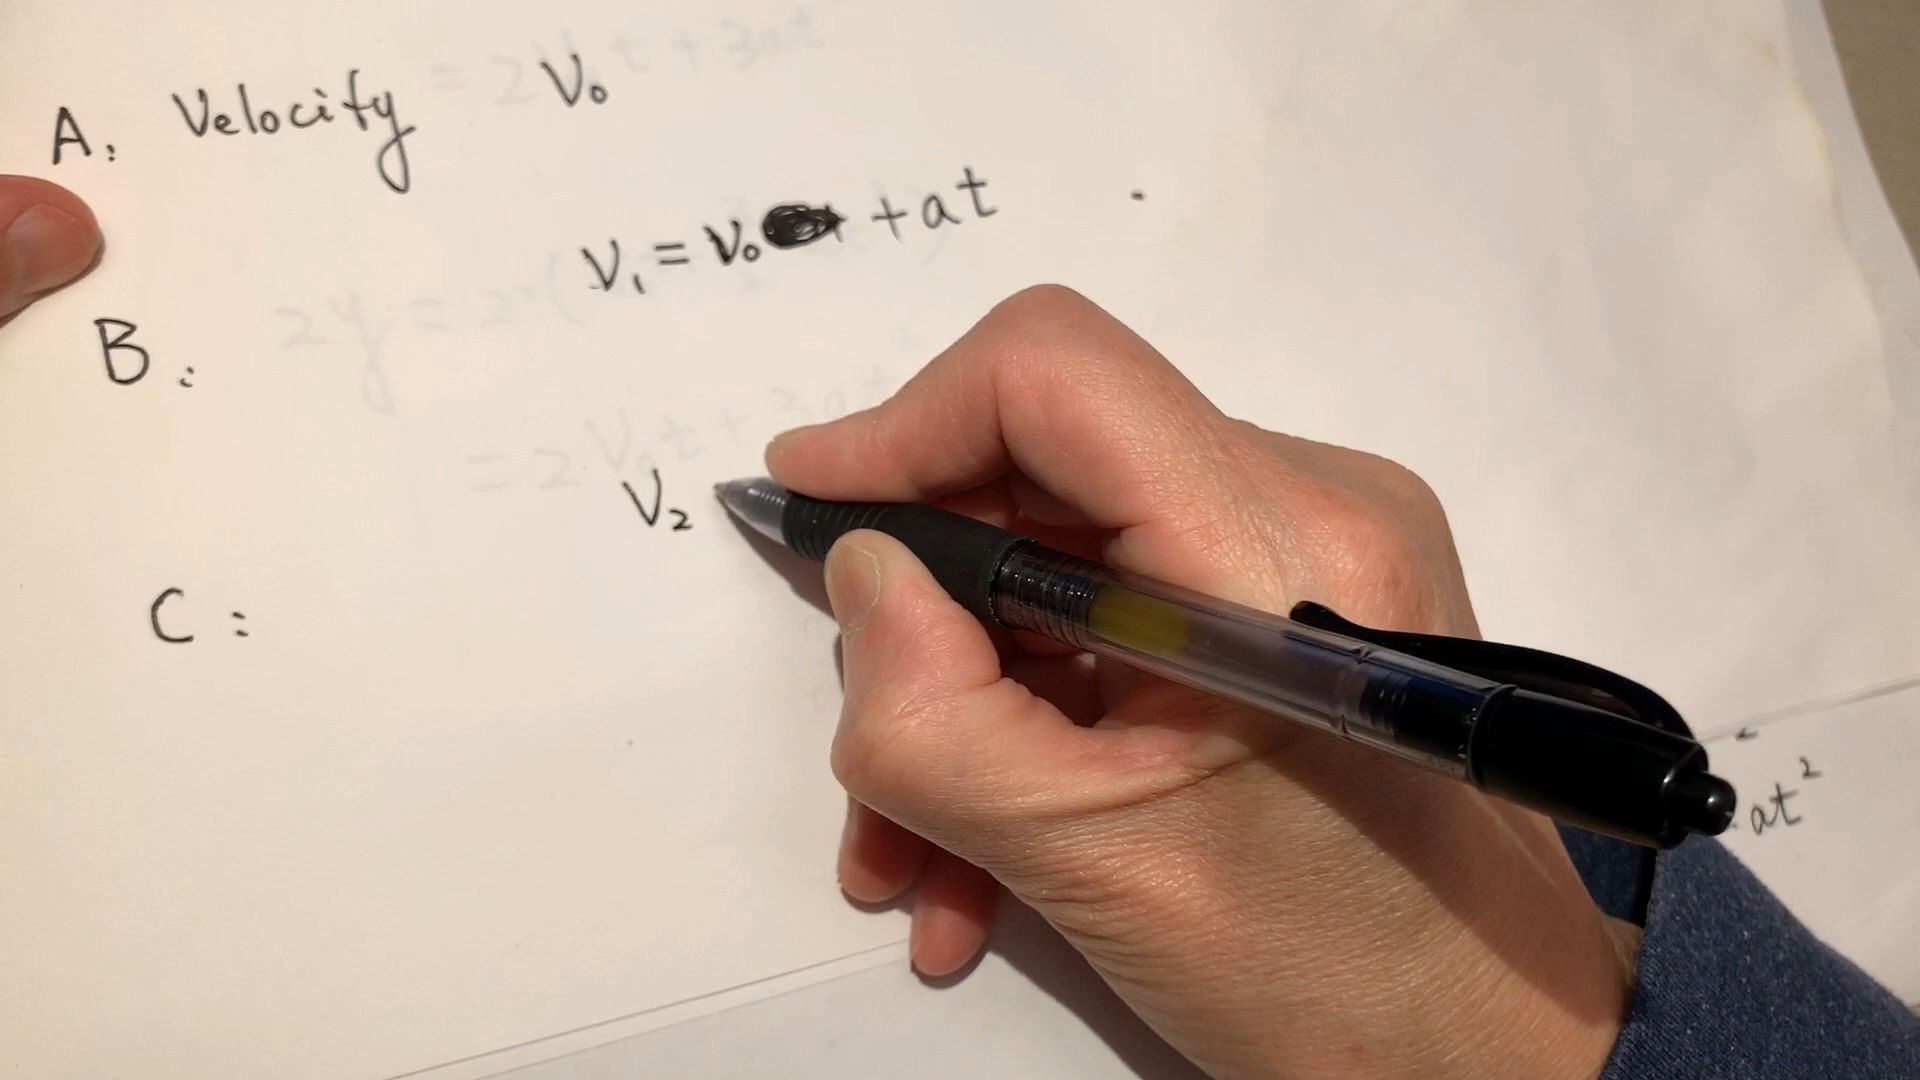 A: Velocity V₀
V₁ = V₀ + at
B:
V₂
C:
at²